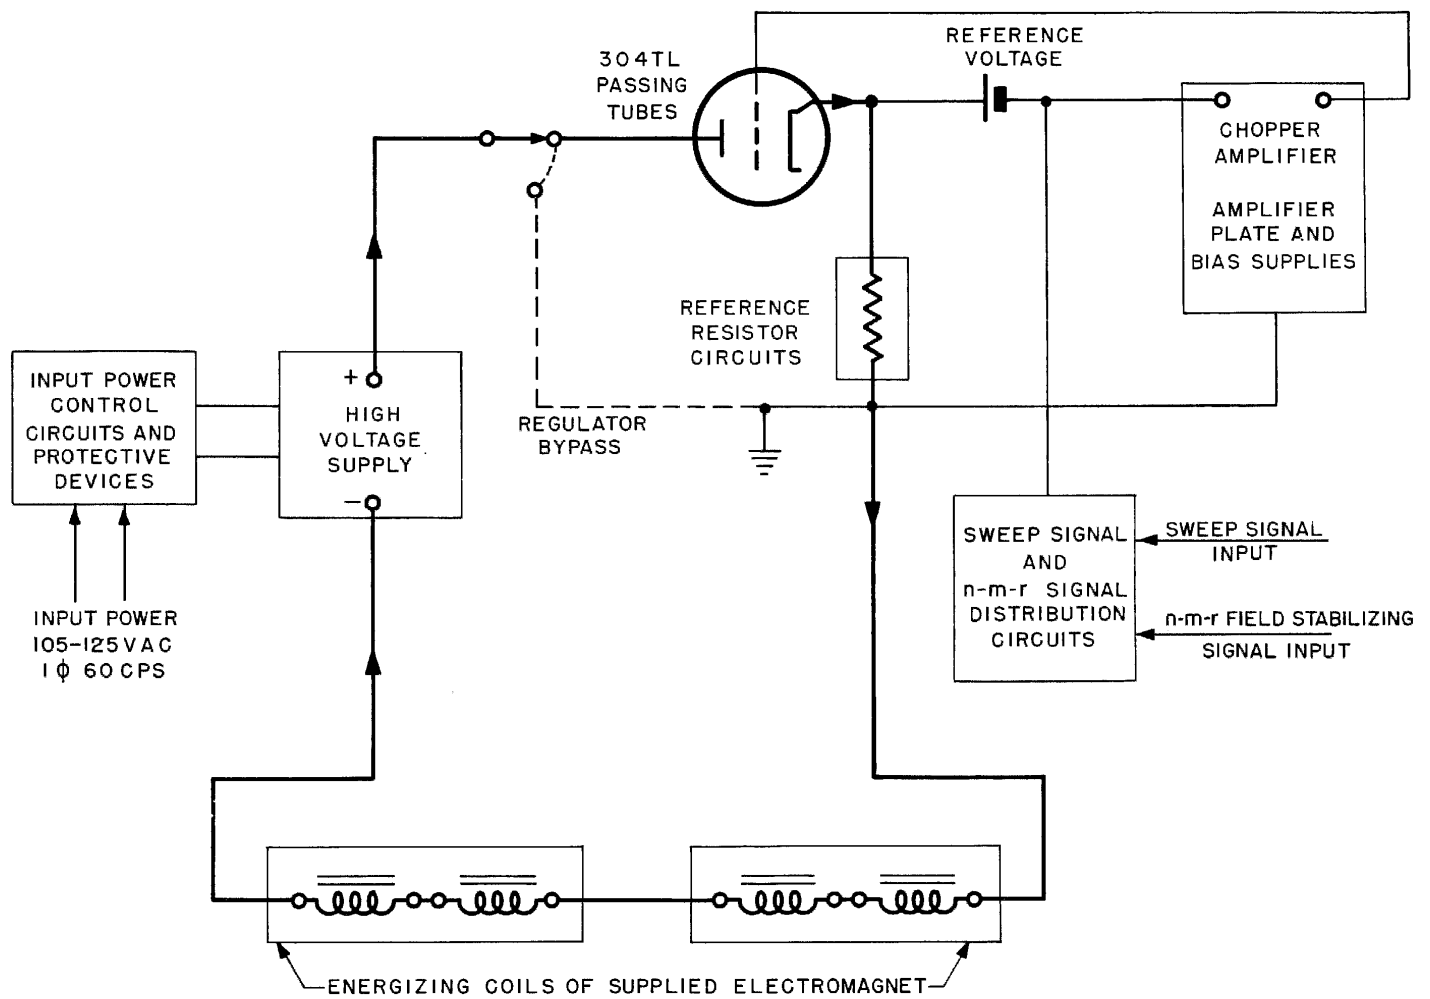 REFERENCE
VOLTAGE
304TL
PASSING
TUBES
CHOPPER
AMPLIFIER
AMPLIFIER
PLATE AND
BIAS SUPPLIES
REFERENCE
RESISTOR
CIRCUITS
INPUT POWER
CONTROL
CIRCUITS AND
PROTECTIVE
DEVICES
+
HIGH
VOLTAGE
SUPPLY
−
REGULATOR
BYPASS
SWEEP SIGNAL
AND
n-m-r SIGNAL
DISTRIBUTION
CIRCUITS
SWEEP SIGNAL
INPUT
n-m-r FIELD STABILIZING
SIGNAL INPUT
INPUT POWER
105-125 VAC
1 ϕ 60 CPS
ENERGIZING COILS OF SUPPLIED ELECTROMAGNET